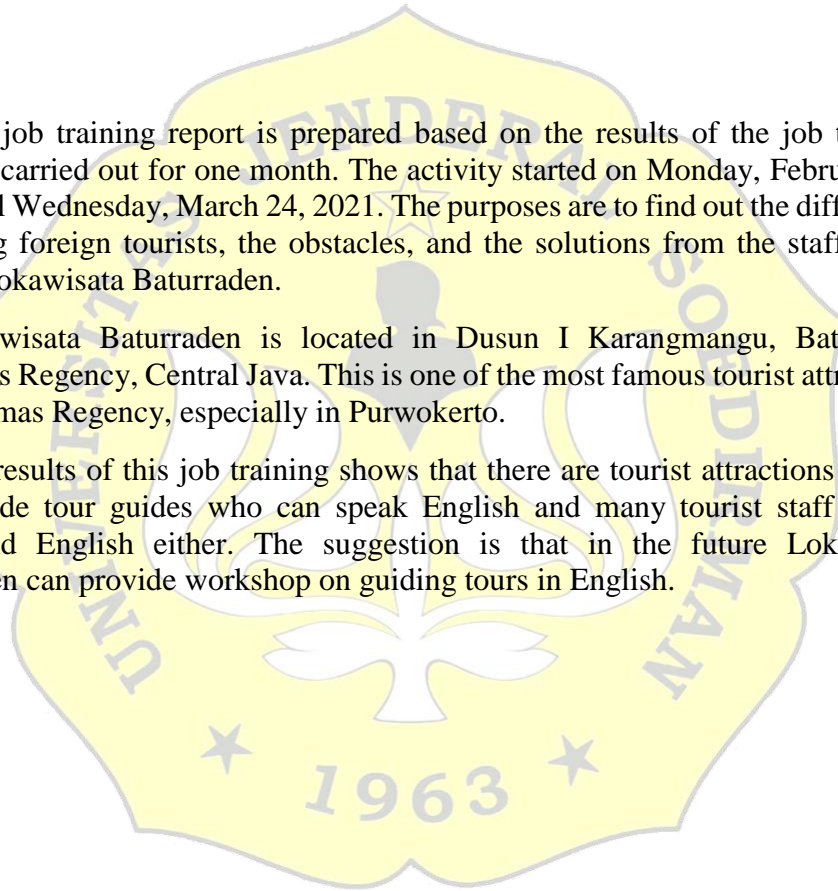 job training report is prepared based on the results of the job t
carried out for one month. The activity started on Monday, Febru
l Wednesday, March 24, 2021. The purposes are to find out the diff
g foreign tourists, the obstacles, and the solutions from the staff
okawisata Baturraden.
wisata Baturraden is located in Dusun I Karangmangu, Bat
s Regency, Central Java. This is one of the most famous tourist attr
mas Regency, especially in Purwokerto.
results of this job training shows that there are tourist attractions
de tour guides who can speak English and many tourist staff
d English either. The suggestion is that in the future Lok
en can provide workshop on guiding tours in English.
UNIVERSITAS JENDERAL SOEDIRMAN
1963